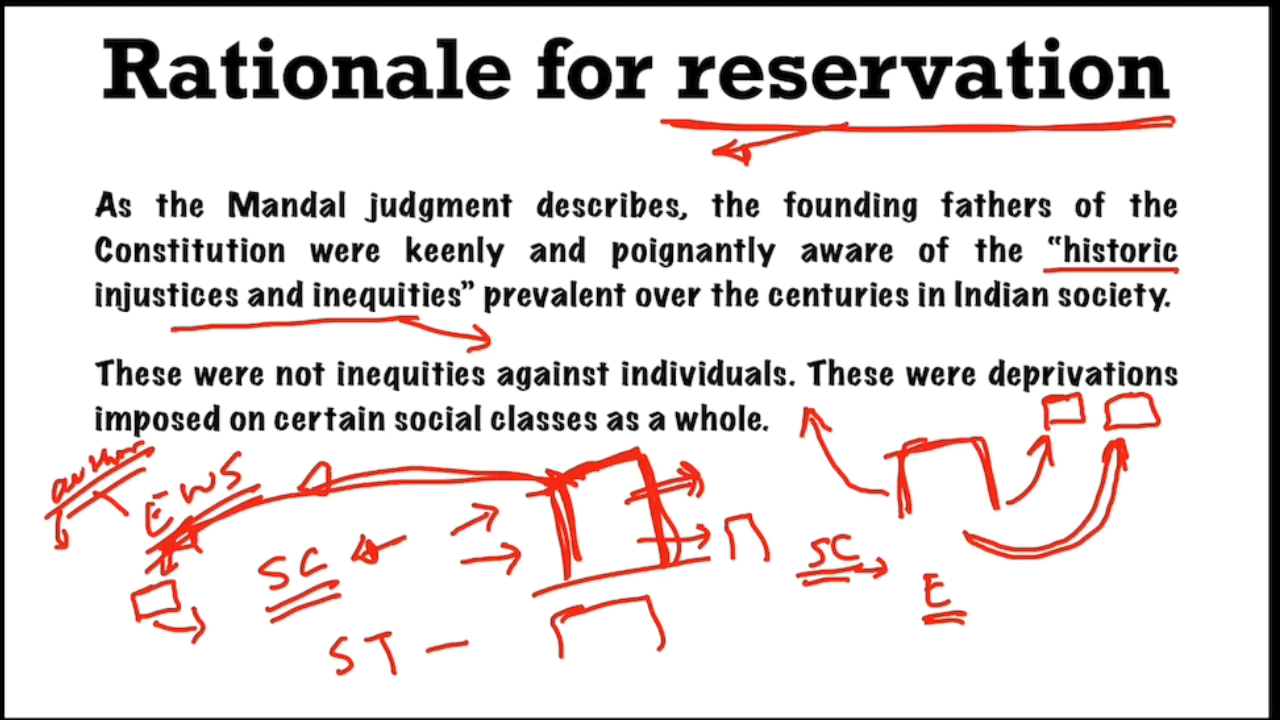 Rationale for reservation
As the Mandal judgment describes, the founding fathers of the
Constitution were keenly and poignantly aware of the “historic
injustices and inequities” prevalent over the centuries in Indian society.
These were not inequities against individuals. These were deprivations
imposed on certain social classes as a whole.
author
EWS
SC
SC
E
ST –